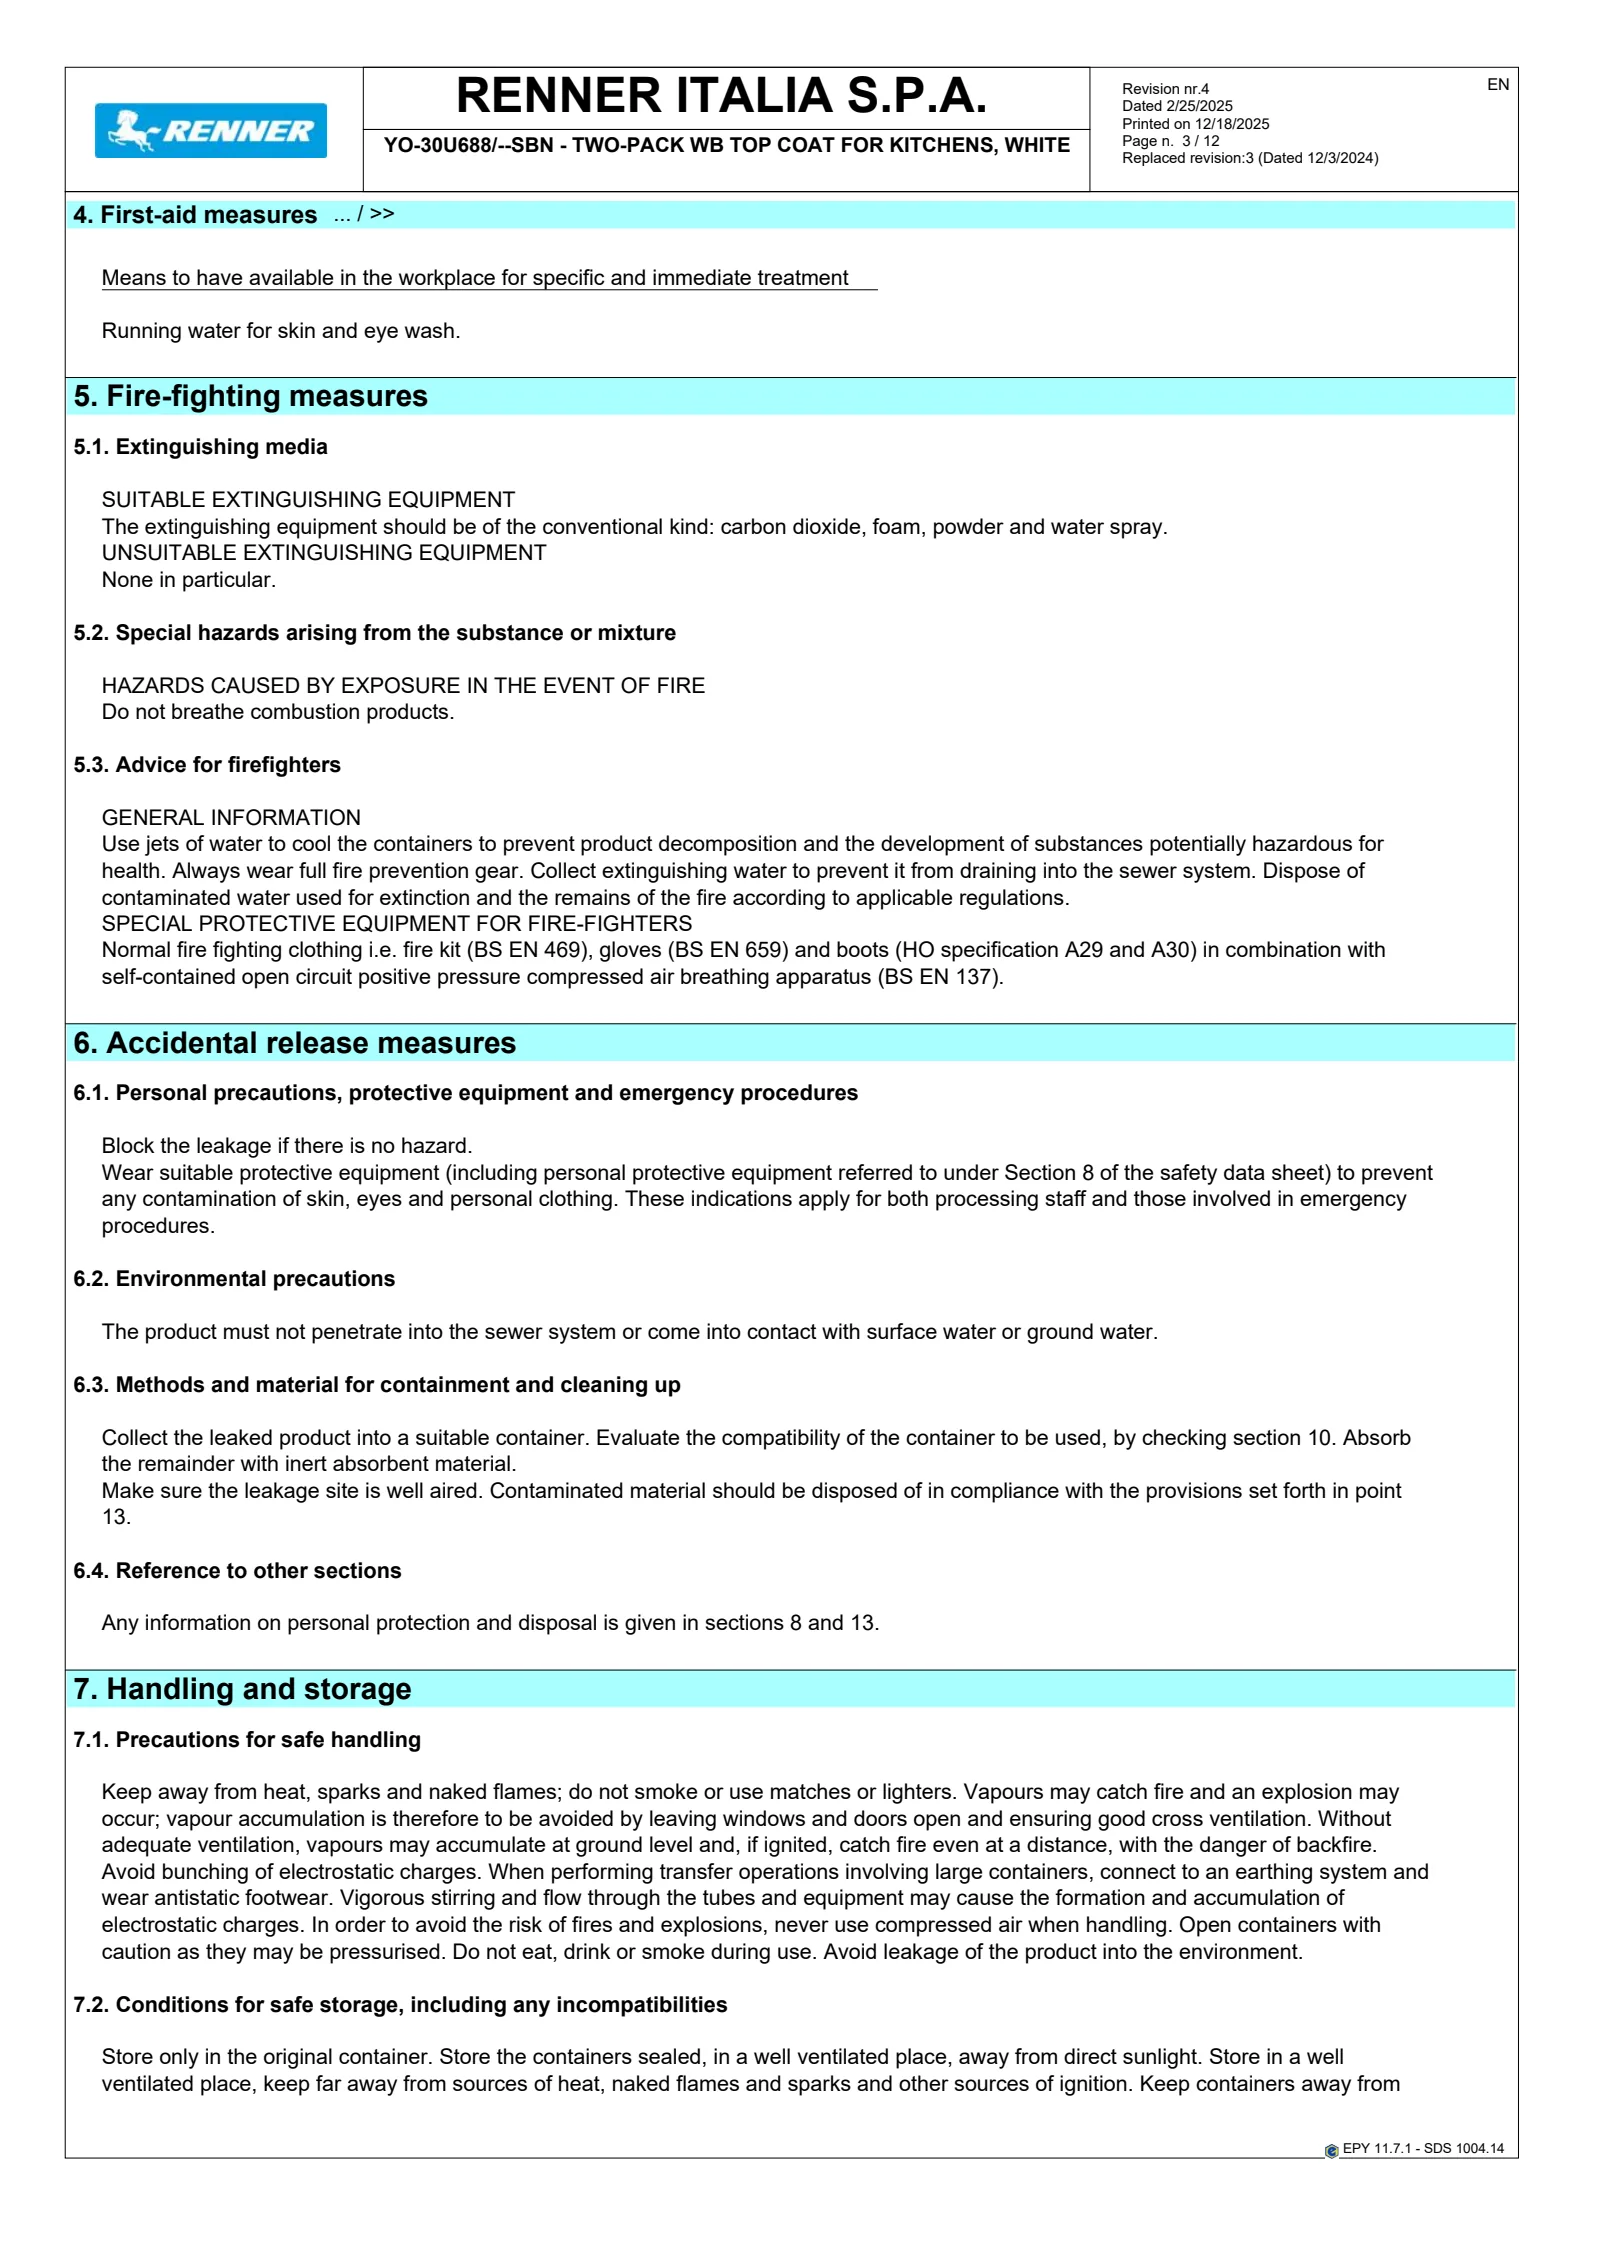 RENNER
RENNER ITALIA S.P.A.
YO-30U688/--SBN - TWO-PACK WB TOP COAT FOR KITCHENS, WHITE
Revision nr.4
Dated 2/25/2025
Printed on 12/18/2025
Page n. 3 / 12
Replaced revision:3 (Dated 12/3/2024)
EN
4. First-aid measures ... / >>
Means to have available in the workplace for specific and immediate treatment
Running water for skin and eye wash.
5. Fire-fighting measures
5.1. Extinguishing media
SUITABLE EXTINGUISHING EQUIPMENT
The extinguishing equipment should be of the conventional kind: carbon dioxide, foam, powder and water spray.
UNSUITABLE EXTINGUISHING EQUIPMENT
None in particular.
5.2. Special hazards arising from the substance or mixture
HAZARDS CAUSED BY EXPOSURE IN THE EVENT OF FIRE
Do not breathe combustion products.
5.3. Advice for firefighters
GENERAL INFORMATION
Use jets of water to cool the containers to prevent product decomposition and the development of substances potentially hazardous for
health. Always wear full fire prevention gear. Collect extinguishing water to prevent it from draining into the sewer system. Dispose of
contaminated water used for extinction and the remains of the fire according to applicable regulations.
SPECIAL PROTECTIVE EQUIPMENT FOR FIRE-FIGHTERS
Normal fire fighting clothing i.e. fire kit (BS EN 469), gloves (BS EN 659) and boots (HO specification A29 and A30) in combination with
self-contained open circuit positive pressure compressed air breathing apparatus (BS EN 137).
6. Accidental release measures
6.1. Personal precautions, protective equipment and emergency procedures
Block the leakage if there is no hazard.
Wear suitable protective equipment (including personal protective equipment referred to under Section 8 of the safety data sheet) to prevent
any contamination of skin, eyes and personal clothing. These indications apply for both processing staff and those involved in emergency
procedures.
6.2. Environmental precautions
The product must not penetrate into the sewer system or come into contact with surface water or ground water.
6.3. Methods and material for containment and cleaning up
Collect the leaked product into a suitable container. Evaluate the compatibility of the container to be used, by checking section 10. Absorb
the remainder with inert absorbent material.
Make sure the leakage site is well aired. Contaminated material should be disposed of in compliance with the provisions set forth in point
13.
6.4. Reference to other sections
Any information on personal protection and disposal is given in sections 8 and 13.
7. Handling and storage
7.1. Precautions for safe handling
Keep away from heat, sparks and naked flames; do not smoke or use matches or lighters. Vapours may catch fire and an explosion may
occur; vapour accumulation is therefore to be avoided by leaving windows and doors open and ensuring good cross ventilation. Without
adequate ventilation, vapours may accumulate at ground level and, if ignited, catch fire even at a distance, with the danger of backfire.
Avoid bunching of electrostatic charges. When performing transfer operations involving large containers, connect to an earthing system and
wear antistatic footwear. Vigorous stirring and flow through the tubes and equipment may cause the formation and accumulation of
electrostatic charges. In order to avoid the risk of fires and explosions, never use compressed air when handling. Open containers with
caution as they may be pressurised. Do not eat, drink or smoke during use. Avoid leakage of the product into the environment.
7.2. Conditions for safe storage, including any incompatibilities
Store only in the original container. Store the containers sealed, in a well ventilated place, away from direct sunlight. Store in a well
ventilated place, keep far away from sources of heat, naked flames and sparks and other sources of ignition. Keep containers away from
EPY 11.7.1 - SDS 1004.14